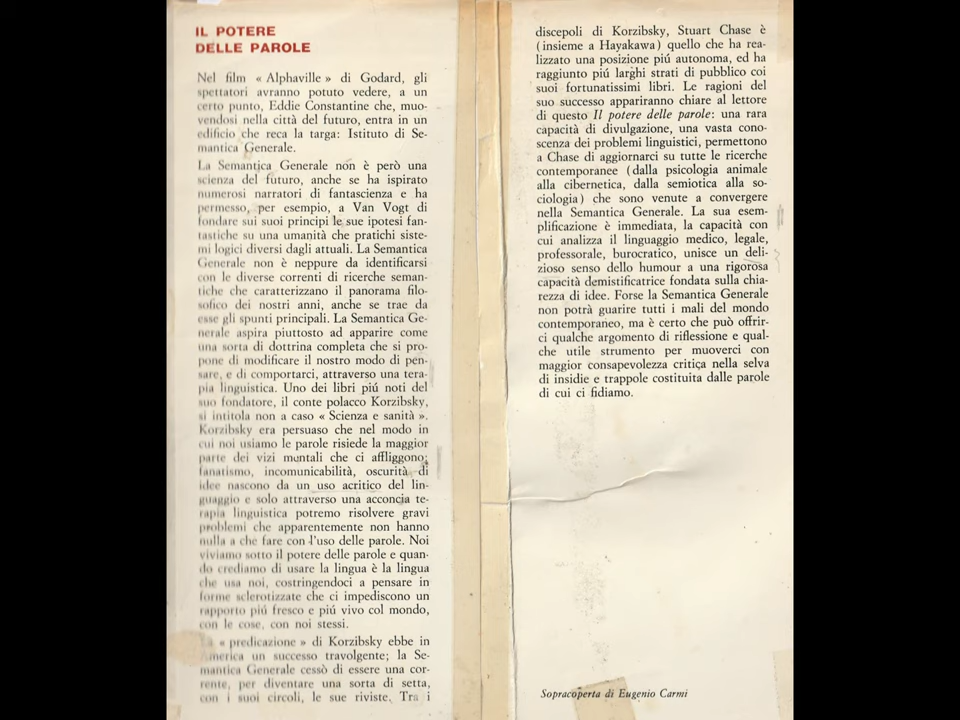 IL POTERE
DELLE PAROLE
Nel film « Alphaville » di Godard, gli
spettatori avranno potuto vedere, a un
certo punto, Eddie Constantine che, muo-
vendosi nella città del futuro, entra in un
edificio che reca la targa: Istituto di Se-
mantica Generale.
La Semantica Generale non è però una
scienza del futuro, anche se ha ispirato
numerosi narratori di fantascienza e ha
permesso, per esempio, a Van Vogt di
fondare sui suoi principi le sue ipotesi fan-
tastiche su una umanità che pratichi siste-
mi logici diversi dagli attuali. La Semantica
Generale non è neppure da identificarsi
con le diverse correnti di ricerche seman-
tiche che caratterizzano il panorama filo-
sofico dei nostri anni, anche se trae da
esse gli spunti principali. La Semantica Ge-
nerale aspira piuttosto ad apparire come
una sorta di dottrina completa che si pro-
pone di modificare il nostro modo di pen-
sare, e di comportarci, attraverso una tera-
pia linguistica. Uno dei libri piú noti del
suo fondatore, il conte polacco Korzibsky,
si intitola non a caso « Scienza e sanità ».
Korzibsky era persuaso che nel modo in
cui noi usiamo le parole risiede la maggior
parte dei vizi mentali che ci affliggono;
fanatismo, incomunicabilità, oscurità di
idee nascono da un uso acritico del lin-
guaggio e solo attraverso una acconcia te-
rapia linguistica potremo risolvere gravi
problemi che apparentemente non hanno
nulla a che fare con l'uso delle parole. Noi
viviamo sotto il potere delle parole e quan-
do crediamo di usare la lingua è la lingua
che usa noi, costringendoci a pensare in
forme sclerotizzate che ci impediscono un
rapporto piú fresco e piú vivo col mondo,
con le cose, con noi stessi.
La « predicazione » di Korzibsky ebbe in
America un successo travolgente; la Se-
mantica Generale cessò di essere una cor-
rente, per diventare una sorta di setta,
con i suoi circoli, le sue riviste. Tra i
discepoli di Korzibsky, Stuart Chase è
(insieme a Hayakawa) quello che ha rea-
lizzato una posizione piú autonoma, ed ha
raggiunto piú larghi strati di pubblico coi
suoi fortunatissimi libri. Le ragioni del
suo successo appariranno chiare al lettore
di questo Il potere delle parole: una rara
capacità di divulgazione, una vasta cono-
scenza dei problemi linguistici, permettono
a Chase di aggiornarci su tutte le ricerche
contemporanee (dalla psicologia animale
alla cibernetica, dalla semiotica alla so-
ciologia) che sono venute a convergere
nella Semantica Generale. La sua esem-
plificazione è immediata, la capacità con
cui analizza il linguaggio medico, legale,
professorale, burocratico, unisce un deli-
zioso senso dello humour a una rigorosa
capacità demistificatrice fondata sulla chia-
rezza di idee. Forse la Semantica Generale
non potrà guarire tutti i mali del mondo
contemporaneo, ma è certo che può offrir-
ci qualche argomento di riflessione e qual-
che utile strumento per muoverci con
maggior consapevolezza critica nella selva
di insidie e trappole costituita dalle parole
di cui ci fidiamo.
Sopracoperta di Eugenio Carmi